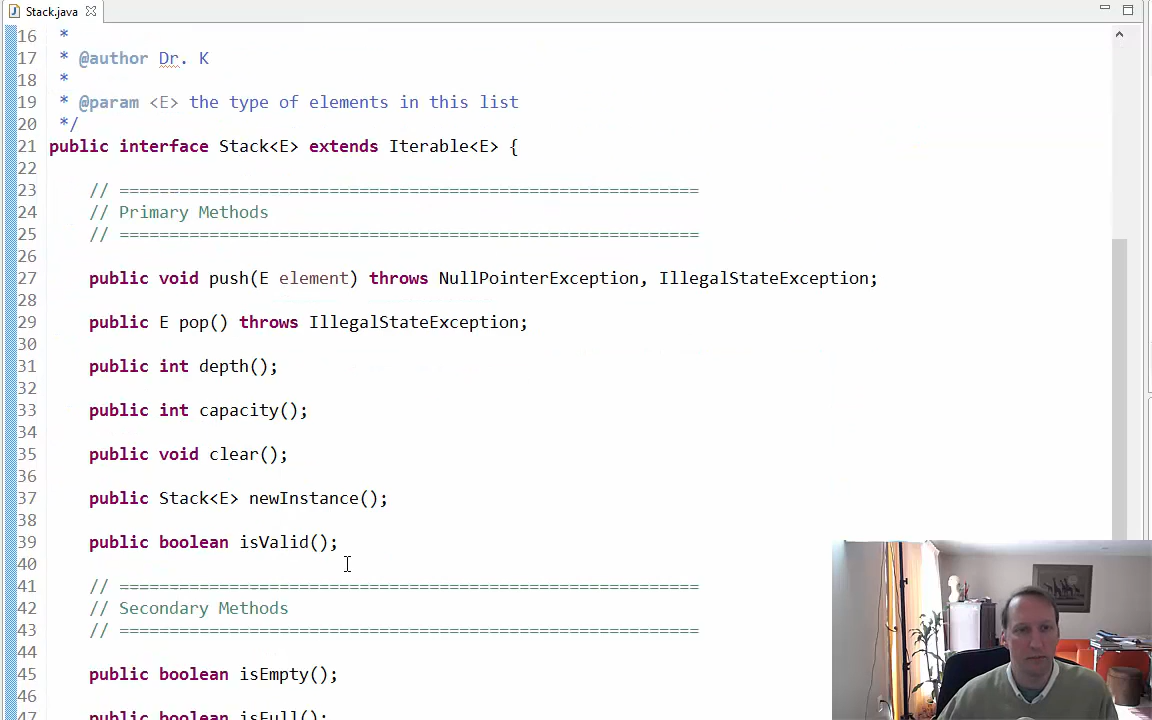 Stack.java
16 *
17 * @author Dr. K
18 *
19 * @param <E> the type of elements in this list
20 */
21 public interface Stack<E> extends Iterable<E> {
22
23 // ==========================================================
24 // Primary Methods
25 // ==========================================================
26
27 public void push(E element) throws NullPointerException, IllegalStateException;
28
29 public E pop() throws IllegalStateException;
30
31 public int depth();
32
33 public int capacity();
34
35 public void clear();
36
37 public Stack<E> newInstance();
38
39 public boolean isValid();
40
41 // ==========================================================
42 // Secondary Methods
43 // ==========================================================
44
45 public boolean isEmpty();
46
47 public boolean isFull();